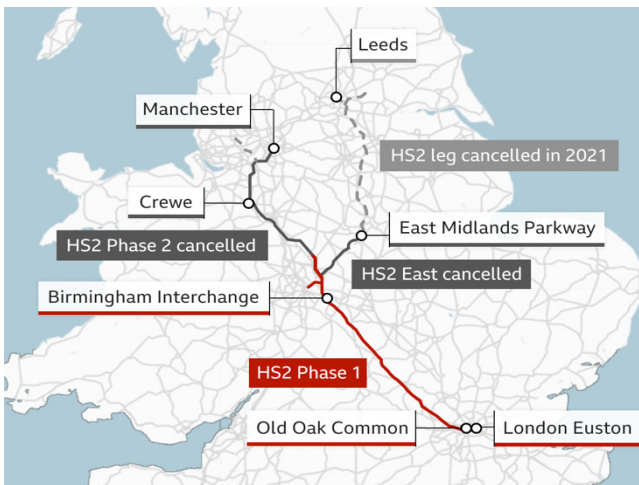 Leeds
Manchester
HS2 leg cancelled in 2021
Crewe
East Midlands Parkway
HS2 Phase 2 cancelled
HS2 East cancelled
Birmingham Interchange
HS2 Phase 1
Old Oak Common
London Euston